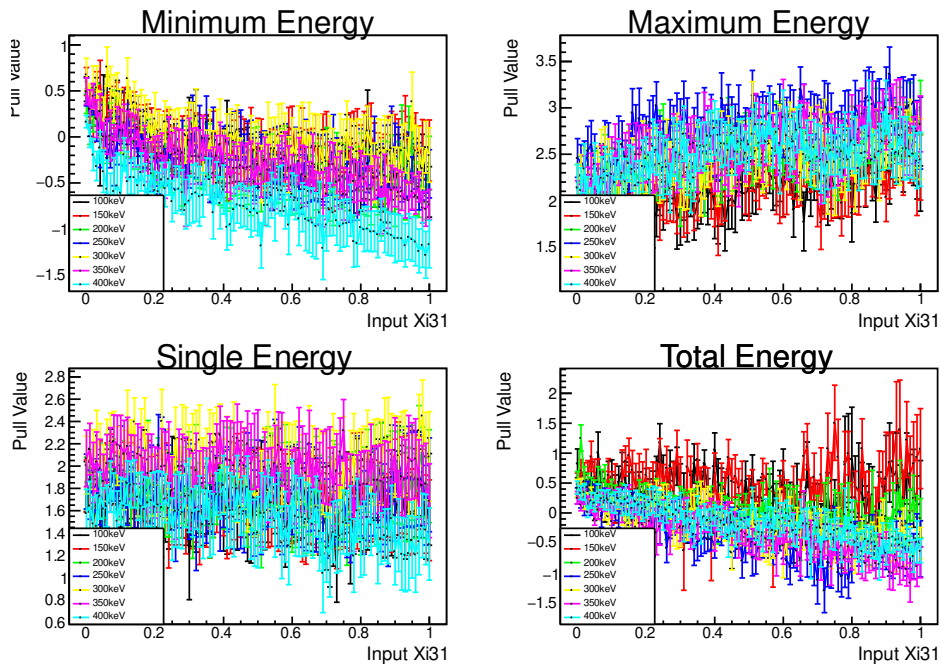 Minimum Energy
Pull Value
1
0.5
0
−0.5
−1
−1.5
100keV
150keV
200keV
250keV
300keV
350keV
400keV
0 0.2 0.4 0.6 0.8 1
Input Xi31
Maximum Energy
Pull Value
3.5
3
2.5
2
1.5
100keV
150keV
200keV
250keV
300keV
350keV
400keV
0 0.2 0.4 0.6 0.8 1
Input Xi31
Single Energy
Pull Value
2.8
2.6
2.4
2.2
2
1.8
1.6
1.4
1.2
1
0.8
0.6
100keV
150keV
200keV
250keV
300keV
350keV
400keV
0 0.2 0.4 0.6 0.8 1
Input Xi31
Total Energy
Pull Value
2
1.5
1
0.5
0
−0.5
−1
−1.5
100keV
150keV
200keV
250keV
300keV
350keV
400keV
0 0.2 0.4 0.6 0.8 1
Input Xi31